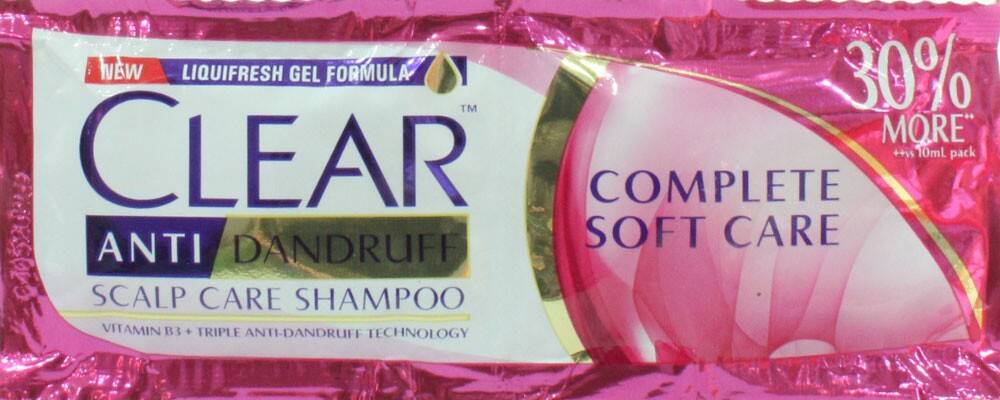 NEW LIQUIFRESH GEL FORMULA
CLEAR™
ANTI DANDRUFF
SCALP CARE SHAMPOO
VITAMIN B3 + TRIPLE ANTI-DANDRUFF TECHNOLOGY
COMPLETE
SOFT CARE
30%
MORE**
++vs 10mL pack